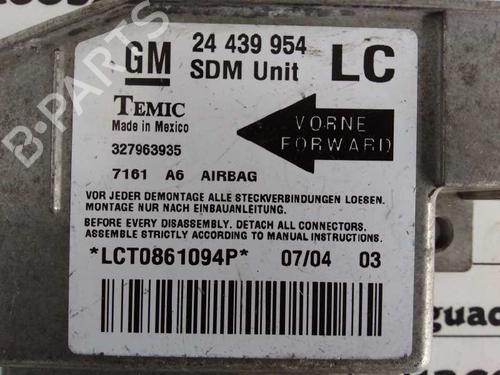 GM 24 439 954 LC
SDM Unit
TEMIC
Made in Mexico
327963935
7161 A6 AIRBAG
VORNE
FORWARD
VOR JEDER DEMONTAGE ALLE STECKVERBINDUNGEN LOESEN.
MONTAGE NUR NACH EINBAUANLEITUNG.
BEFORE EVERY DISASSEMBLY. DETACH ALL CONNECTORS.
ASSEMBLE STRICTLY ACCORDING TO MANUAL INSTRUCTIONS.
*LCT0861094P* 07/04 03
B-PARTS